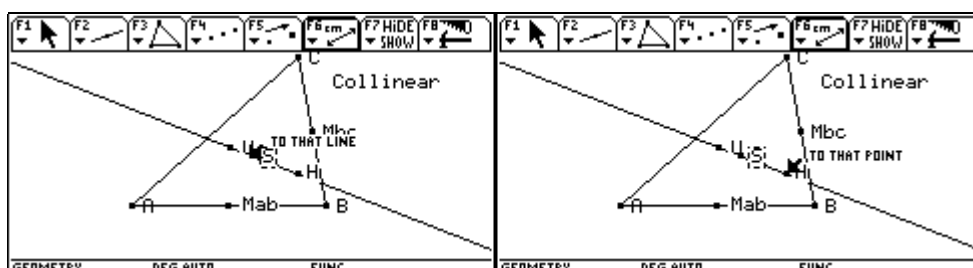 F1 F2 F3 F4 F5 F6 cm F7 HiDE SHOW F8
C
Collinear
Mbc
TO THAT LINE
U
S
H
A
Mab
B
GEOMETRY DEG AUTO FUNC
F1 F2 F3 F4 F5 F6 cm F7 HiDE SHOW F8
C
Collinear
Mbc
U
S
TO THAT POINT
H
A
Mab
B
GEOMETRY DEG AUTO FUNC